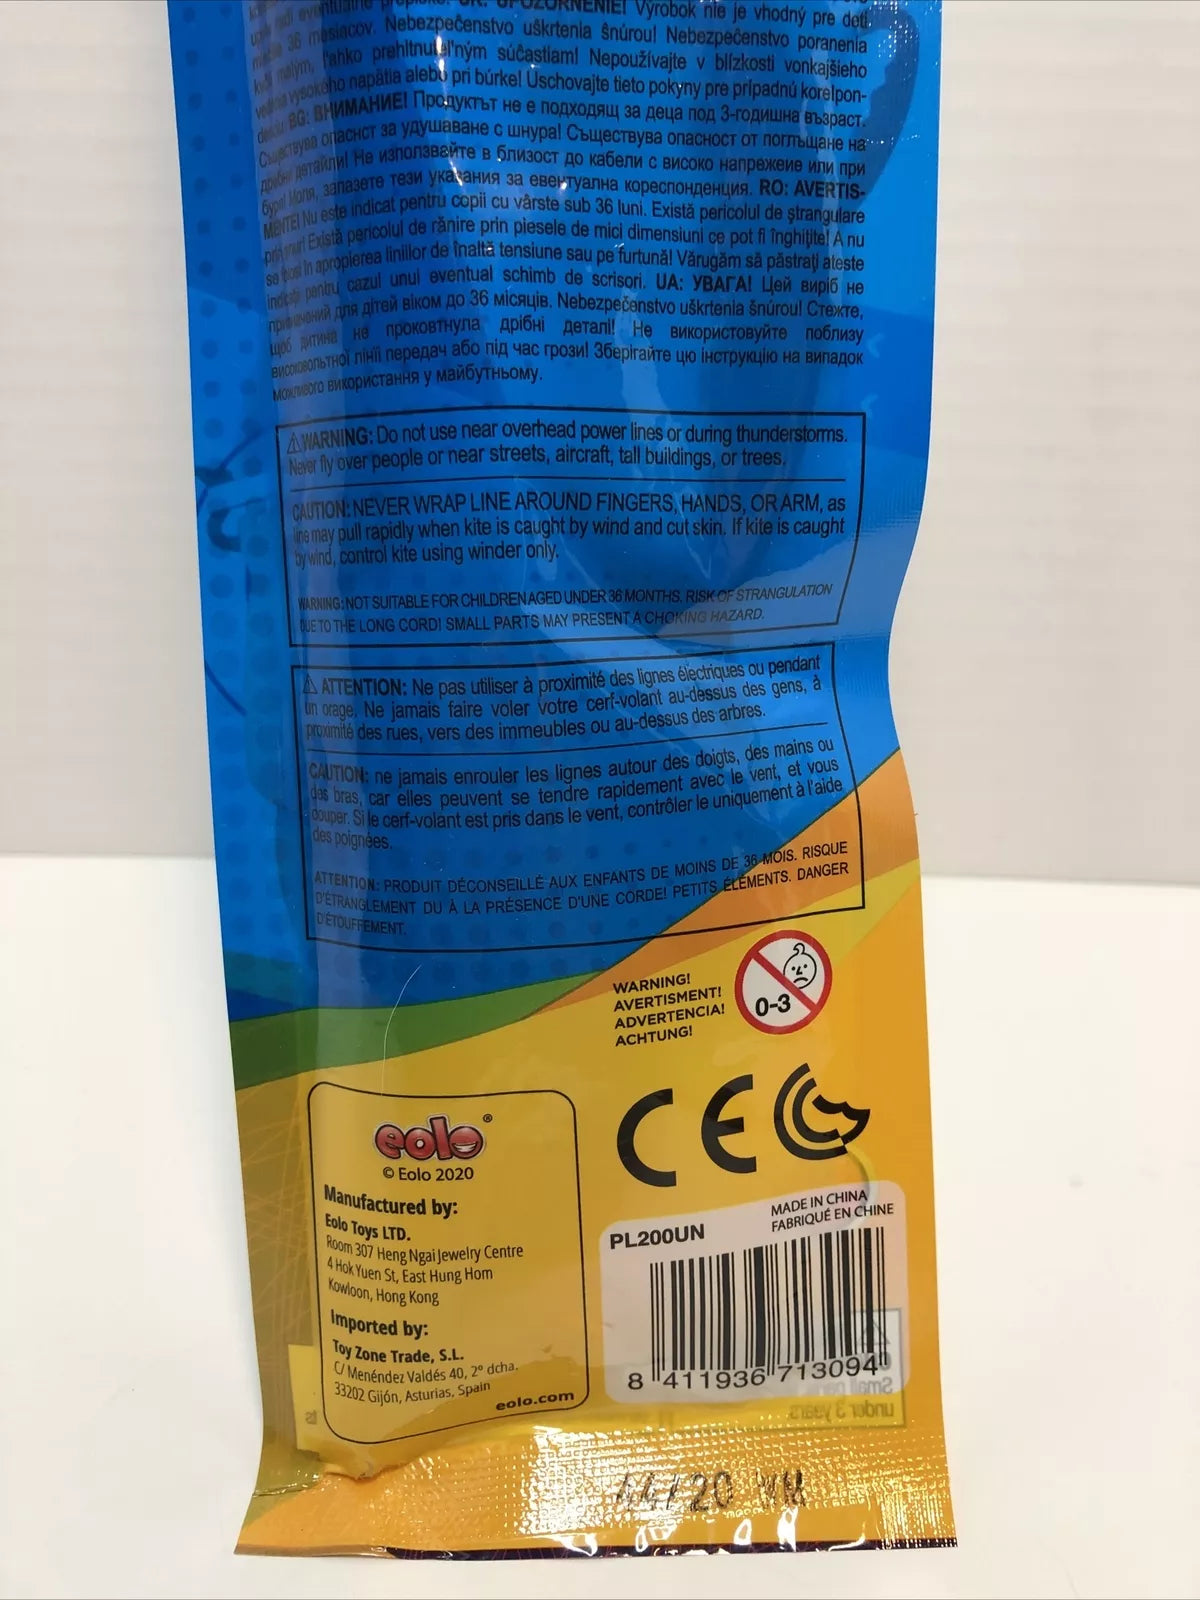 UPOZORNENIE! Výrobok nie je vhodný pre deti
mesiacov. Nebezpečenstvo uškrtenia šnúrou! Nebezpečenstvo poranenia
malým, ľahko prehltnuteľným súčastiam! Nepoužívajte v blízkosti vonkajšieho
vysokého napätia alebo pri búrke! Uschovajte tieto pokyny pre prípadnú korešpon-
BG: ВНИМАНИЕ! Продуктът не е подходящ за деца под 3-годишна възраст.
Съществува опасност за удушаване с шнура! Съществува опасност от поглъщане на
дребни детайли! Не използвайте в близост до кабели с високо напрежеие или при
буря! Моля, запазете тези указания за евентуална кореспонденция. RO: AVERTIS-
MENTE! Nu este indicat pentru copii cu vârste sub 36 luni. Există pericolul de ştrangulare
prin şnur! Există pericolul de rănire prin piesele de mici dimensiuni ce pot fi înghiţite! A nu
se folosi în apropierea liniilor de înaltă tensiune sau pe furtună! Vărugăm să păstraţi ateste
indicaţii pentru cazul unui eventual schimb de scrisori. UA: УВАГА! Цей виріб не
призначений для дітей віком до 36 місяців. Nebezpečenstvo uškrtenia šnúrou! Стежте,
щоб дитина не проковтнула дрібні деталі! Не використовуйте поблизу
високовольтної лінії передач або під час грози! Зберігайте цю інструкцію на випадок
можливого використання у майбутньому.
⚠WARNING: Do not use near overhead power lines or during thunderstorms.
Never fly over people or near streets, aircraft, tall buildings, or trees.
CAUTION: NEVER WRAP LINE AROUND FINGERS, HANDS, OR ARM, as
line may pull rapidly when kite is caught by wind and cut skin. If kite is caught
by wind, control kite using winder only.
WARNING: NOT SUITABLE FOR CHILDREN AGED UNDER 36 MONTHS. RISK OF STRANGULATION
DUE TO THE LONG CORD! SMALL PARTS MAY PRESENT A CHOKING HAZARD.
⚠ ATTENTION: Ne pas utiliser à proximité des lignes électriques ou pendant
un orage. Ne jamais faire voler votre cerf-volant au-dessus des gens, à
proximité des rues, vers des immeubles ou au-dessus des arbres.
CAUTION: ne jamais enrouler les lignes autour des doigts, des mains ou
des bras, car elles peuvent se tendre rapidement avec le vent, et vous
couper. Si le cerf-volant est pris dans le vent, contrôler le uniquement à l'aide
des poignées.
ATTENTION: PRODUIT DÉCONSEILLÉ AUX ENFANTS DE MOINS DE 36 MOIS. RISQUE
D'ÉTRANGLEMENT DU À LA PRÉSENCE D'UNE CORDE! PETITS ÉLÉMENTS. DANGER
D'ÉTOUFFEMENT.
WARNING!
AVERTISMENT!
ADVERTENCIA!
ACHTUNG!
0-3
eolo®
© Eolo 2020
Manufactured by:
Eolo Toys LTD.
Room 307 Heng Ngai Jewelry Centre
4 Hok Yuen St, East Hung Hom
Kowloon, Hong Kong
Imported by:
Toy Zone Trade, S.L.
C/ Menéndez Valdés 40, 2º dcha.
33202 Gijón, Asturias, Spain
eolo.com
CE
MADE IN CHINA
FABRIQUÉ EN CHINE
PL200UN
8 411936 713094
Small
under 3 years
44/20